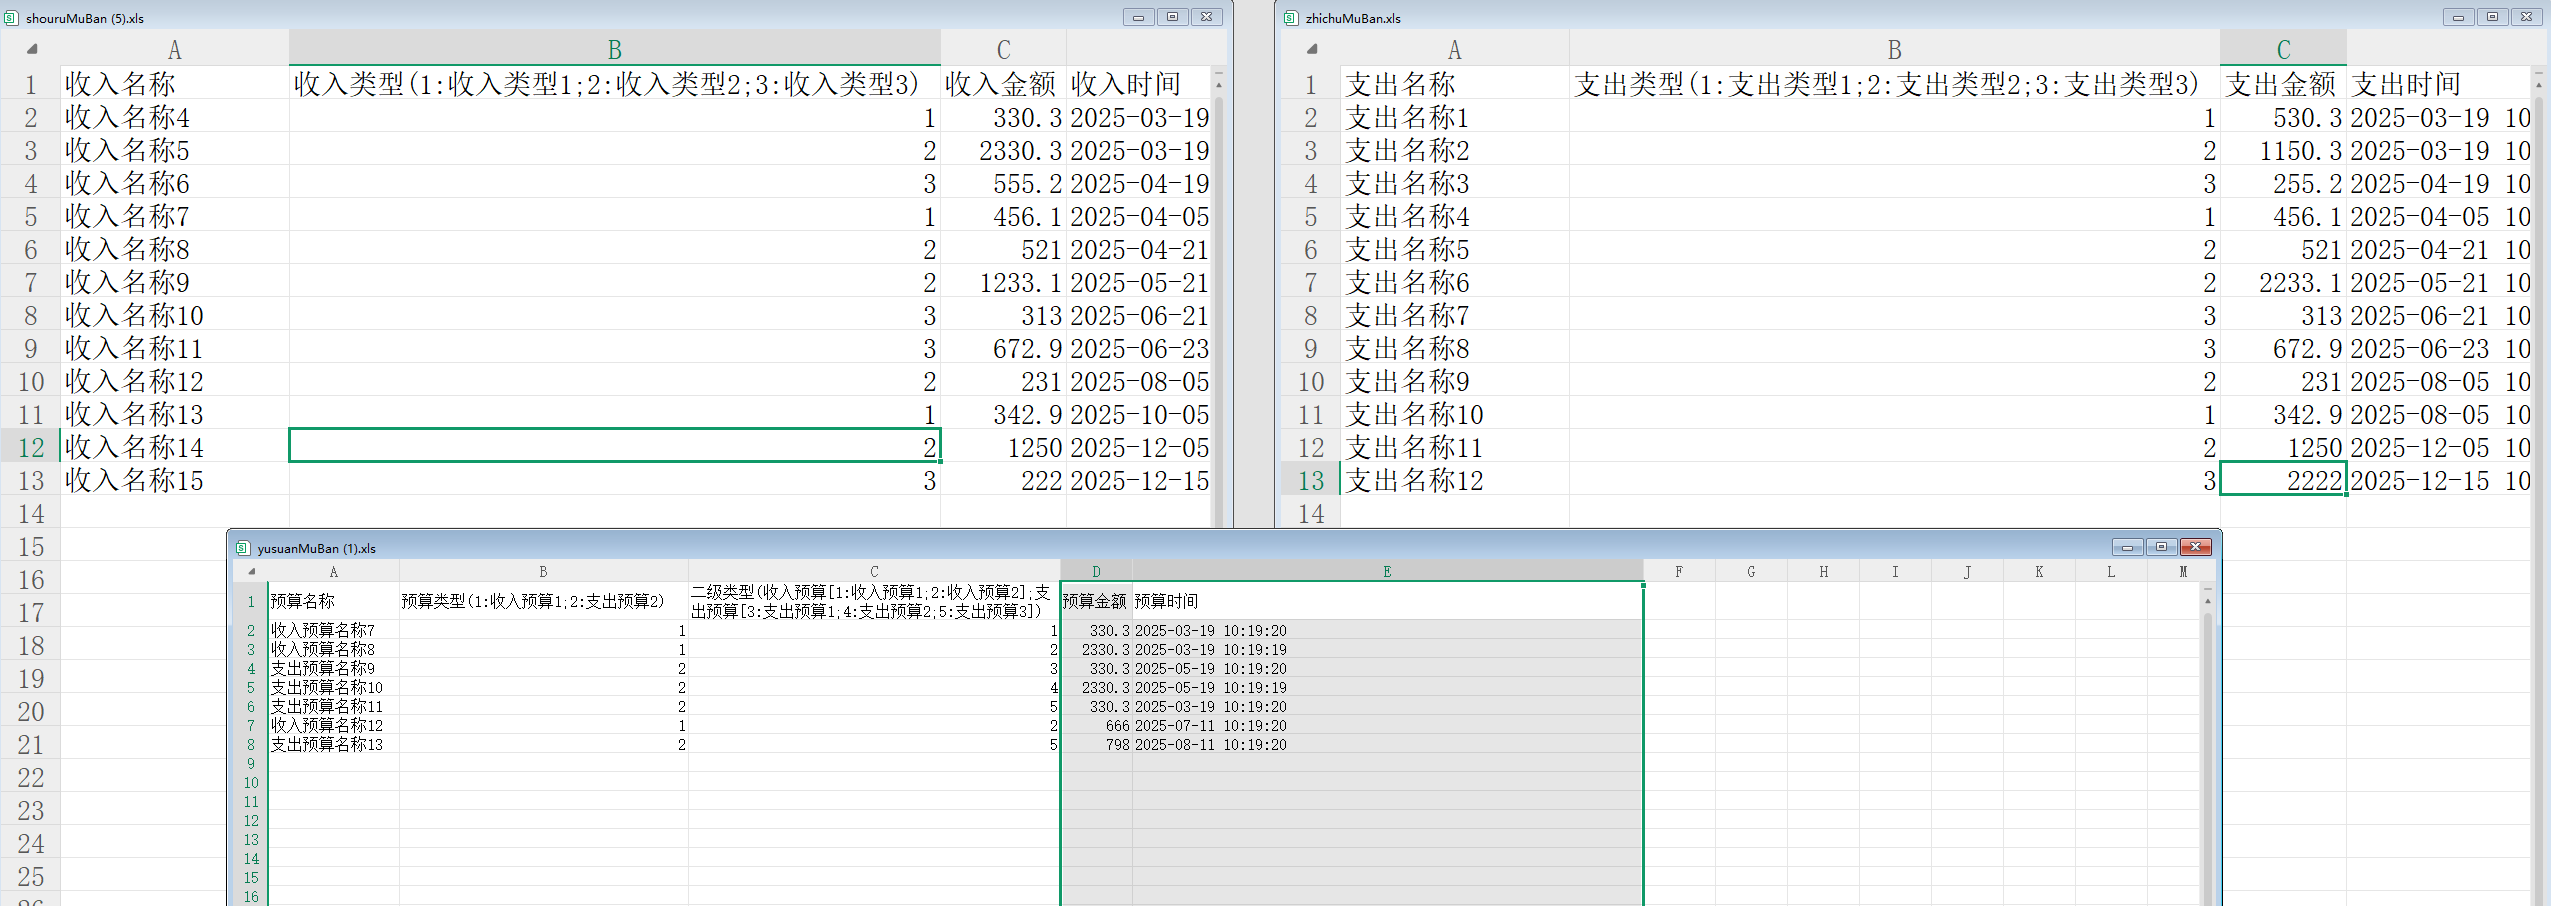 shouruMuBan (5).xls
A B C
1 收入名称 收入类型(1:收入类型1;2:收入类型2;3:收入类型3) 收入金额 收入时间
2 收入名称4 1 330.3 2025-03-19
3 收入名称5 2 2330.3 2025-03-19
4 收入名称6 3 555.2 2025-04-19
5 收入名称7 1 456.1 2025-04-05
6 收入名称8 2 521 2025-04-21
7 收入名称9 2 1233.1 2025-05-21
8 收入名称10 3 313 2025-06-21
9 收入名称11 3 672.9 2025-06-23
10 收入名称12 2 231 2025-08-05
11 收入名称13 1 342.9 2025-10-05
12 收入名称14 2 1250 2025-12-05
13 收入名称15 3 222 2025-12-15
14
15
16
17
18
19
20
21
22
23
24
25
zhichuMuBan.xls
A B C
1 支出名称 支出类型(1:支出类型1;2:支出类型2;3:支出类型3) 支出金额 支出时间
2 支出名称1 1 530.3 2025-03-19 10
3 支出名称2 2 1150.3 2025-03-19 10
4 支出名称3 3 255.2 2025-04-19 10
5 支出名称4 1 456.1 2025-04-05 10
6 支出名称5 2 521 2025-04-21 10
7 支出名称6 2 2233.1 2025-05-21 10
8 支出名称7 3 313 2025-06-21 10
9 支出名称8 3 672.9 2025-06-23 10
10 支出名称9 2 231 2025-08-05 10
11 支出名称10 1 342.9 2025-08-05 10
12 支出名称11 2 1250 2025-12-05 10
13 支出名称12 3 2222 2025-12-15 10
14
yusuanMuBan (1).xls
A B C D E F G H I J K L M
1 预算名称 预算类型(1:收入预算1;2:支出预算2) 二级类型(收入预算[1:收入预算1;2:收入预算2];支
出预算[3:支出预算1;4:支出预算2;5:支出预算3]) 预算金额 预算时间
2 收入预算名称7 1 1 330.3 2025-03-19 10:19:20
3 收入预算名称8 1 2 2330.3 2025-03-19 10:19:19
4 支出预算名称9 2 3 330.3 2025-05-19 10:19:20
5 支出预算名称10 2 4 2330.3 2025-05-19 10:19:19
6 支出预算名称11 2 5 330.3 2025-03-19 10:19:20
7 收入预算名称12 1 2 666 2025-07-11 10:19:20
8 支出预算名称13 2 5 798 2025-08-11 10:19:20
9
10
11
12
13
14
15
16